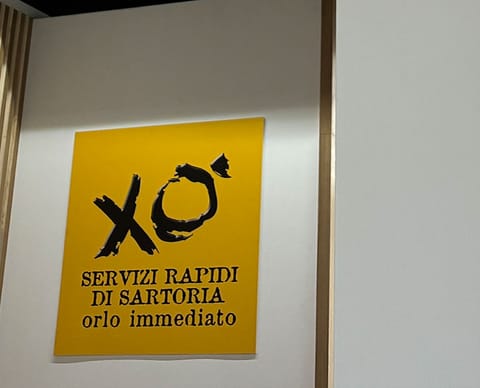 XO'
SERVIZI RAPIDI
DI SARTORIA
orlo immediato